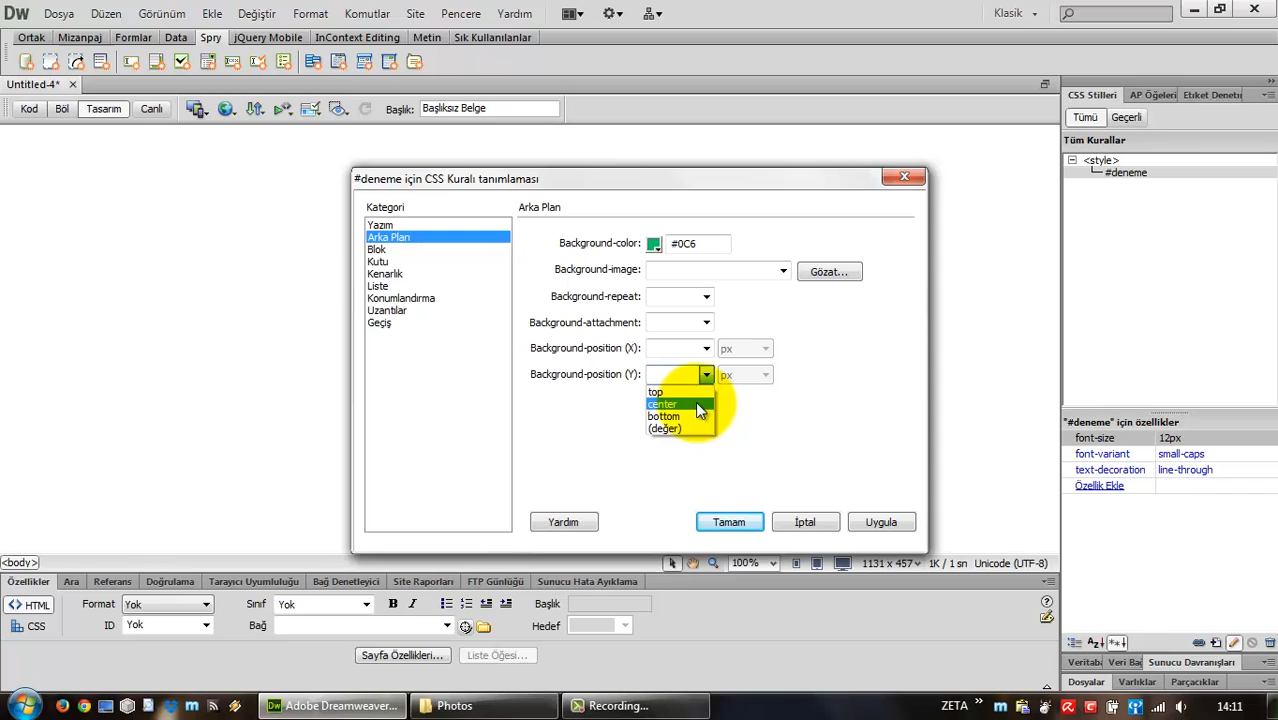 Dw Dosya Düzen Görünüm Ekle Değiştir Format Komutlar Site Pencere Yardım Klasik
Ortak Mizanpaj Formlar Data Spry jQuery Mobile InContext Editing Metin Sık Kullanılanlar
Untitled-4*
Kod Böl Tasarım Canlı Başlık: Başlıksız Belge
CSS Stilleri AP Öğeleri Etiket Denetm
Tümü Geçerli
Tüm Kurallar
<style>
#deneme
#deneme için CSS Kuralı tanımlaması
Kategori
Yazım
Arka Plan
Blok
Kutu
Kenarlık
Liste
Konumlandırma
Uzantılar
Geçiş
Arka Plan
Background-color: #0C6
Background-image: Gözat...
Background-repeat:
Background-attachment:
Background-position (X): px
Background-position (Y): px
top
center
bottom
(değer)
Yardım Tamam İptal Uygula
"#deneme" için özellikler
font-size 12px
font-variant small-caps
text-decoration line-through
Özellik Ekle
<body> 100% 1131 x 457 1K / 1 sn Unicode (UTF-8)
Özellikler Ara Referans Doğrulama Tarayıcı Uyumluluğu Bağ Denetleyici Site Raporları FTP Günlüğü Sunucu Hata Ayıklama
<> HTML Format Yok Sınıf Yok B I Başlık
CSS ID Yok Bağ Hedef
Sayfa Özellikleri... Liste Öğesi...
Veritaba Veri Bağ Sunucu Davranışları
Dosyalar Varlıklar Parçacıklar
Adobe Dreamweaver... Photos Recording... ZETA 14:11